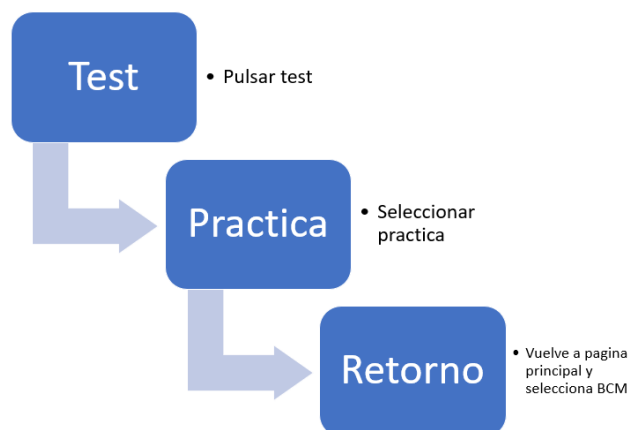 Test
• Pulsar test
Practica
• Seleccionar
practica
Retorno
• Vuelve a pagina
principal y
selecciona BCM